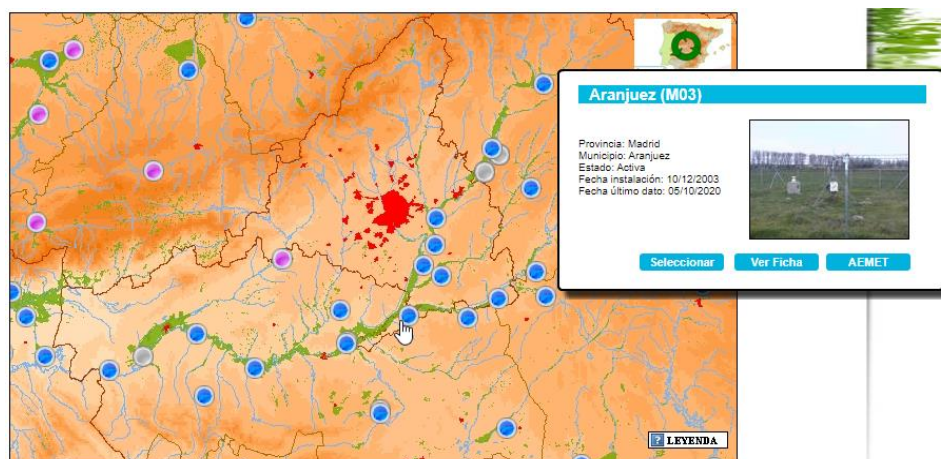 Aranjuez (M03)
Provincia: Madrid
Municipio: Aranjuez
Estado: Activa
Fecha instalación: 10/12/2003
Fecha último dato: 05/10/2020
Seleccionar Ver Ficha AEMET
? LEYENDA